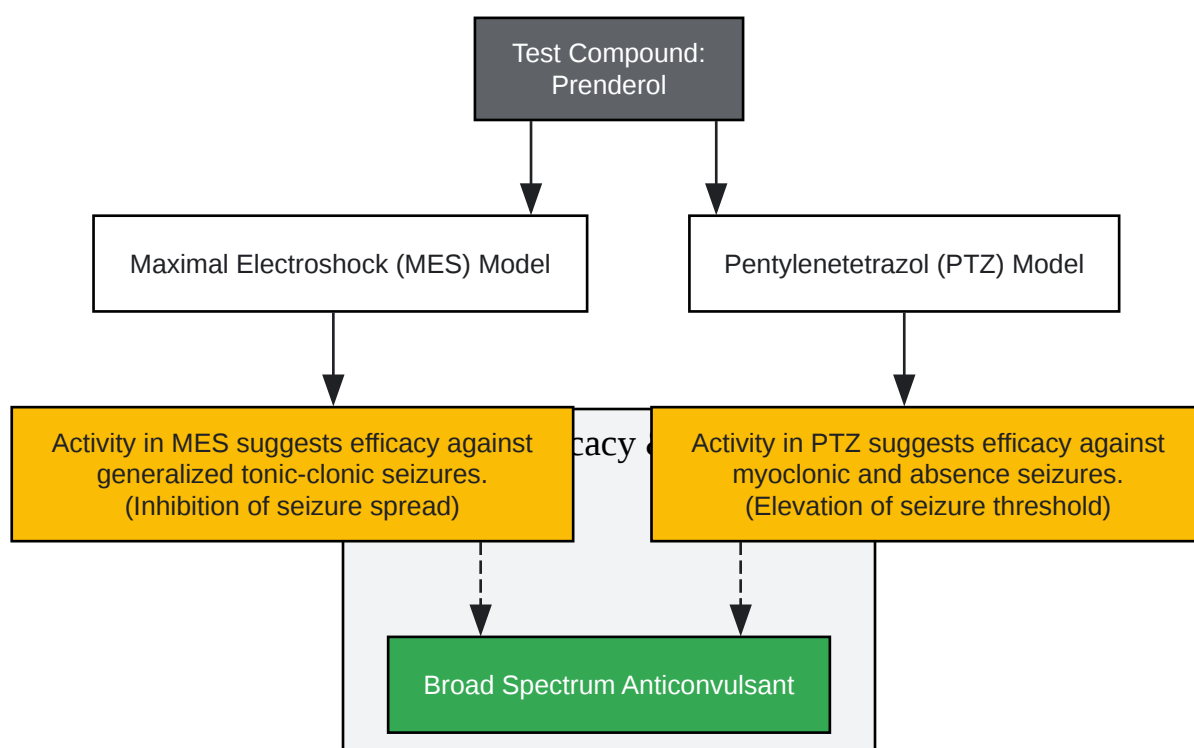 Test Compound:
Prenderol
Maximal Electroshock (MES) Model
Pentylenetetrazol (PTZ) Model
Activity in MES suggests efficacy against
generalized tonic-clonic seizures.
(Inhibition of seizure spread)
Activity in PTZ suggests efficacy against
myoclonic and absence seizures.
(Elevation of seizure threshold)
Broad Spectrum Anticonvulsant